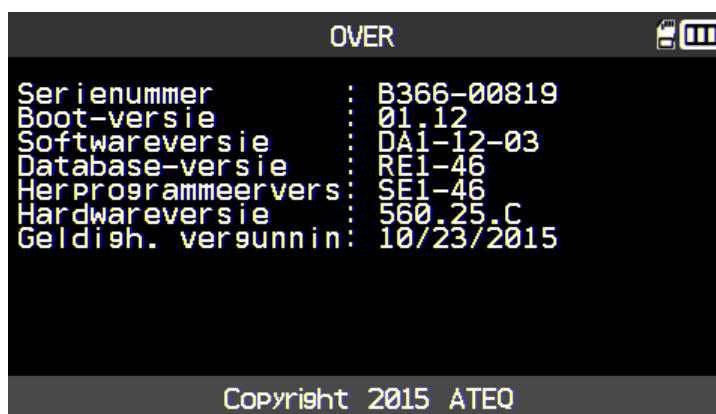 OVER
Serienummer : B366-00819
Boot-versie : 01.12
Softwareversie : DA1-12-03
Database-versie : RE1-46
Herprogrammeervers: SE1-46
Hardwareversie : 560.25.C
Geldigh. vergunnin: 10/23/2015
Copyright 2015 ATEQ